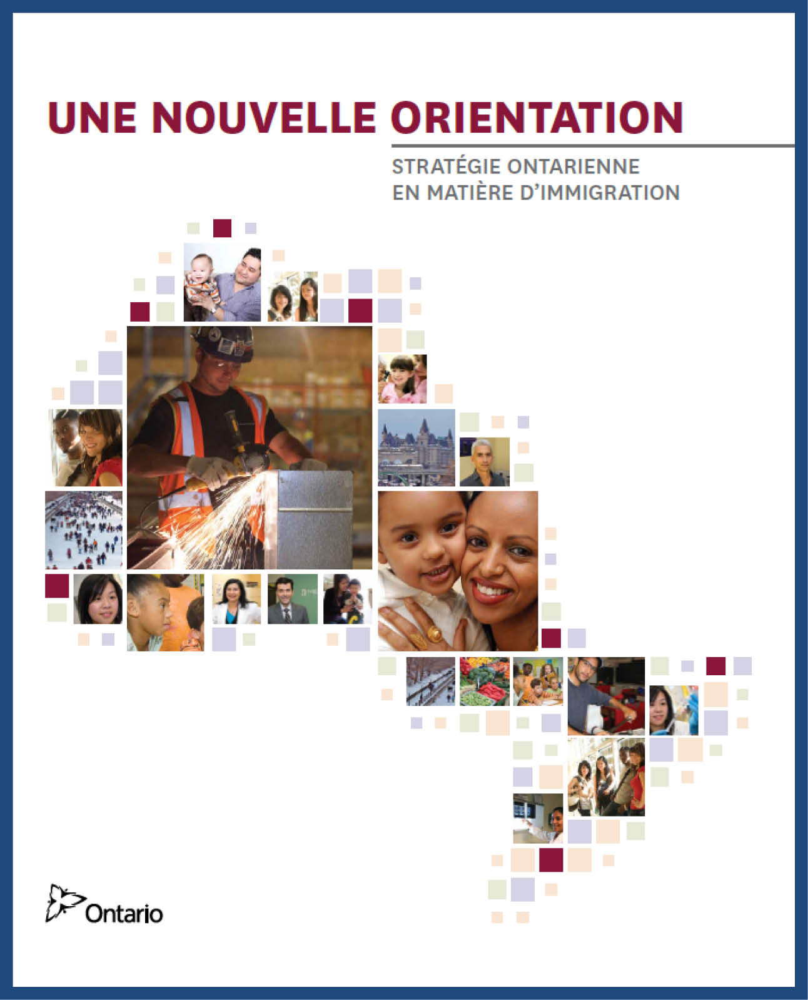 UNE NOUVELLE ORIENTATION
STRATÉGIE ONTARIENNE
EN MATIÈRE D’IMMIGRATION
Ontario